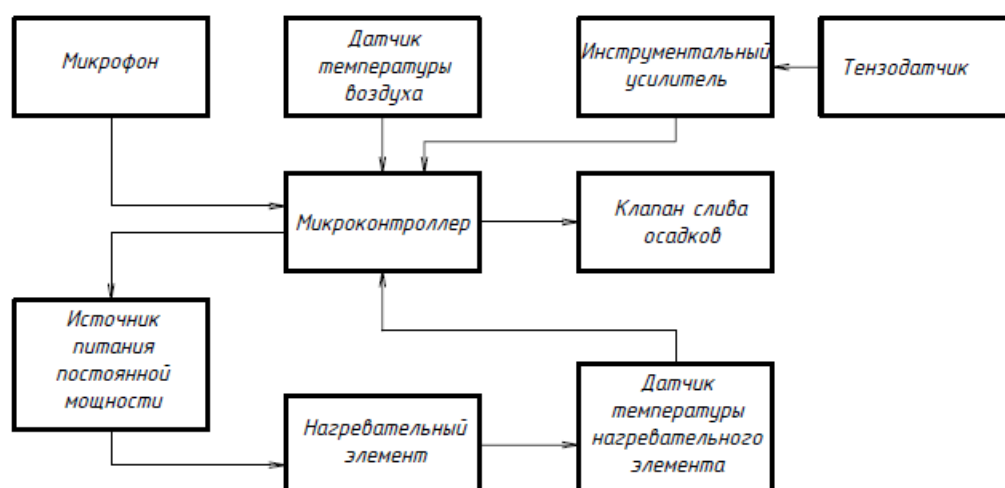 Микрофон
Датчик
температуры
воздуха
Инструментальный
усилитель
Тензодатчик
Микроконтроллер
Клапан слива
осадков
Источник
питания
постоянной
мощности
Нагревательный
элемент
Датчик
температуры
нагревательного
элемента